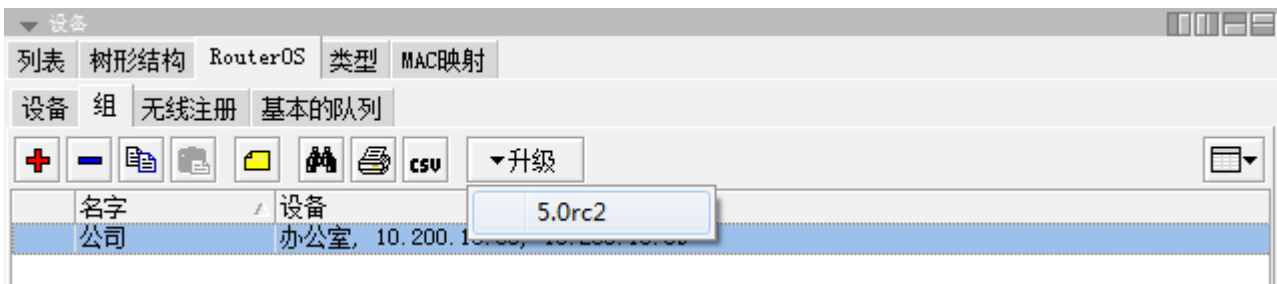 设备
列表 树形结构 RouterOS 类型 MAC映射
设备 组 无线注册 基本的队列
csv 升级
名字 设备
5.0rc2
公司 办公室, 10.200.1